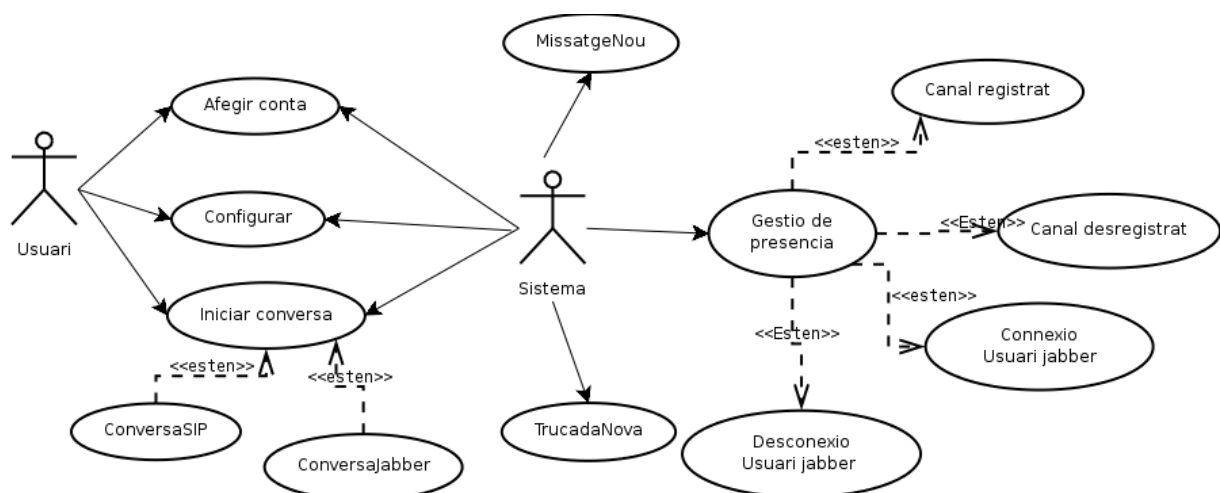 MissatgeNou
Afegir conta
Canal registrat
<<esten>>
Configurar
Gestio de
presencia
<<Esten>>
Canal desregistrat
Usuari
Sistema
<<esten>>
Iniciar conversa
<<Esten>>
Connexio
Usuari jabber
<<esten>>
<<esten>>
ConversaSIP
TrucadaNova
Desconexio
Usuari jabber
ConversaJabber